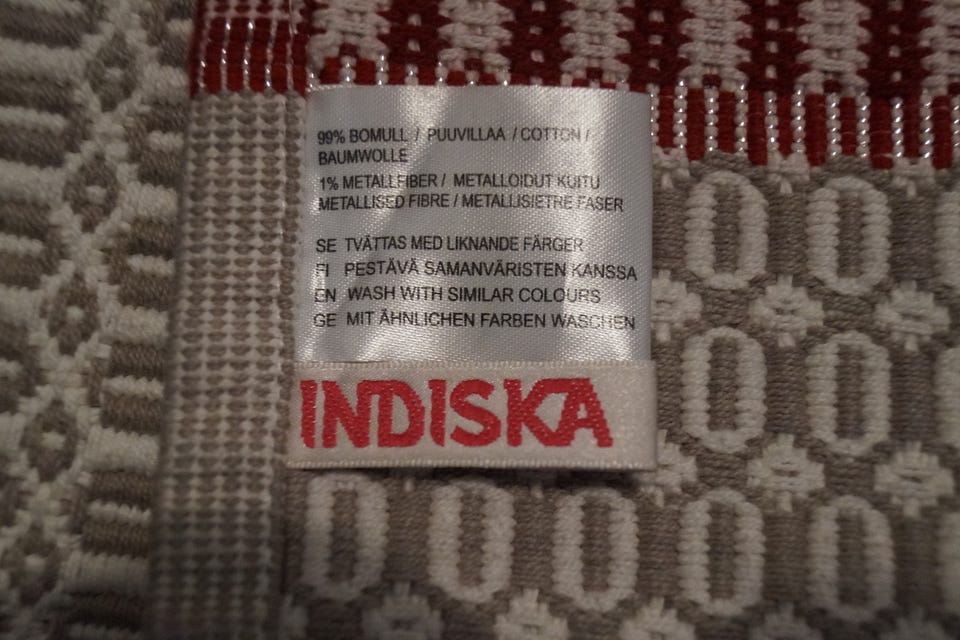 99% BOMULL / PUUVILLAA / COTTON /
BAUMWOLLE
1% METALLFIBER / METALLOIDUT KUITU
METALLISED FIBRE / METALLISIETRE FASER
SE TVÄTTAS MED LIKNANDE FÄRGER
FI PESTÄVÄ SAMANVÄRISTEN KANSSA
EN WASH WITH SIMILAR COLOURS
GE MIT ÄHNLICHEN FARBEN WASCHEN
INDISKA